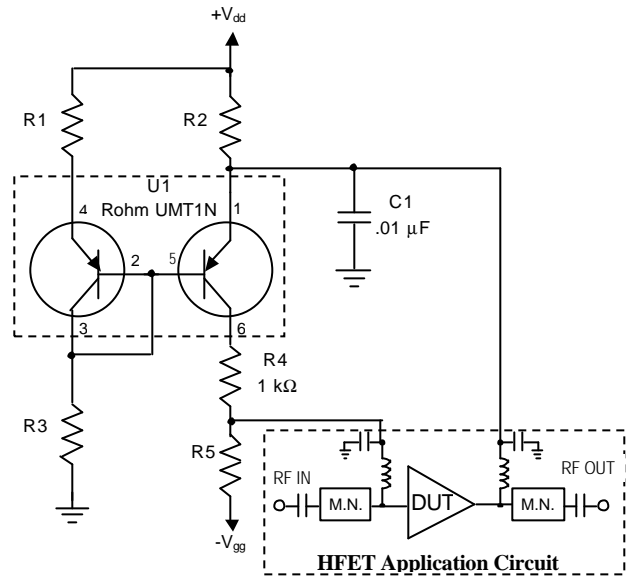 +Vdd
R1
R2
U1
Rohm UMT1N
4
1
C1
.01 µF
2
5
3
6
R4
1 kΩ
R3
R5
RF IN
M.N.
DUT
M.N.
RF OUT
-Vgg
HFET Application Circuit